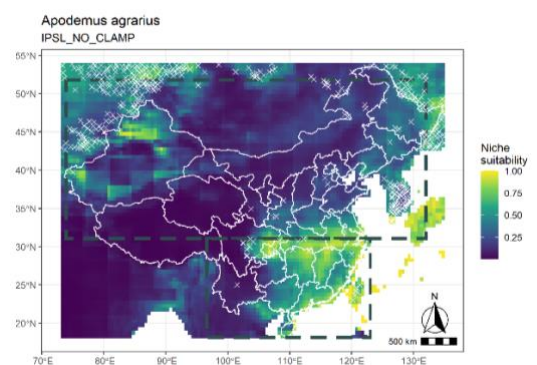 Apodemus agrarius
IPSL_NO_CLAMP
55°N
50°N
45°N
40°N
35°N
30°N
25°N
20°N
Niche
suitability
1.00
0.75
0.50
0.25
N
500 km
70°E
80°E
90°E
100°E
110°E
120°E
130°E